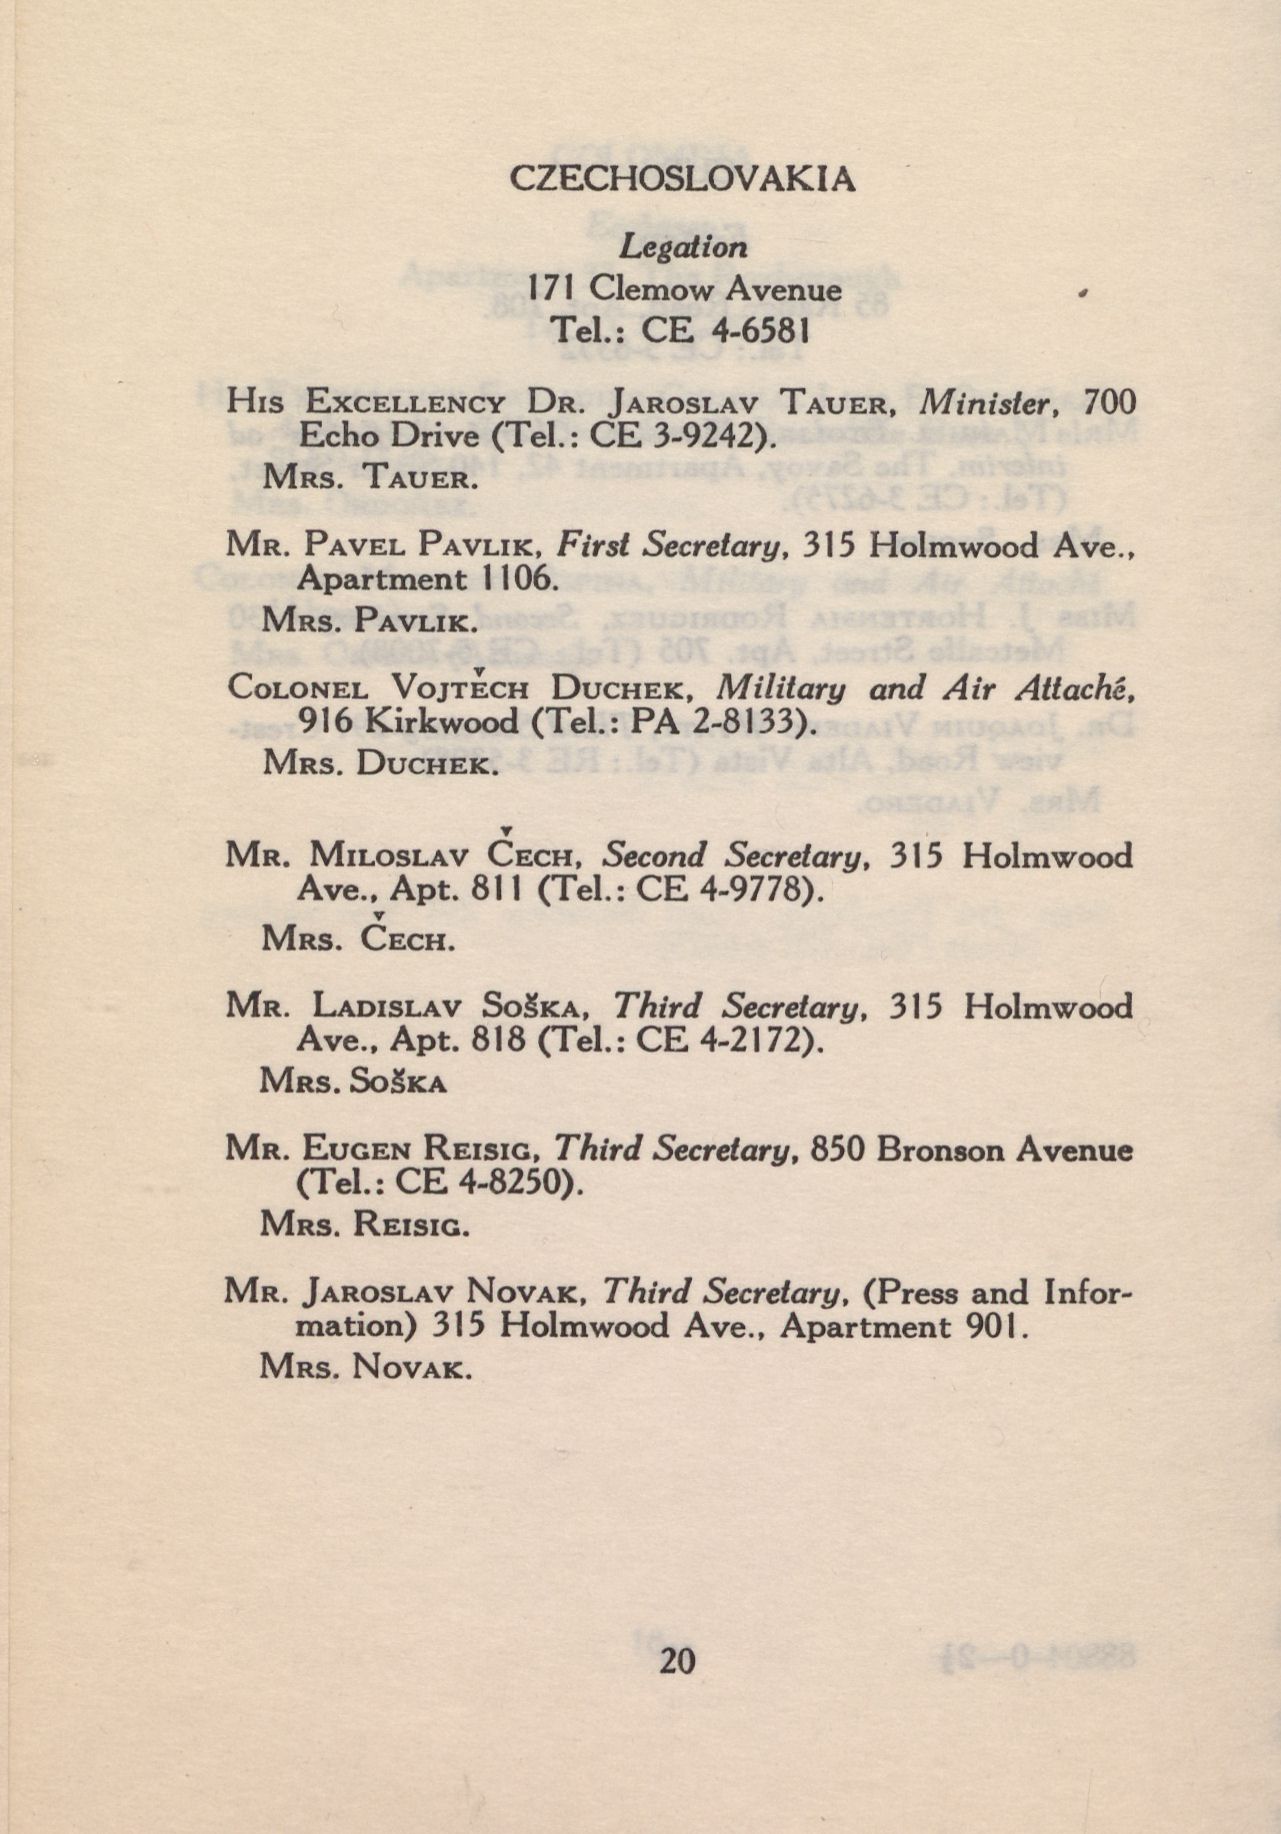 CZECHOSLOVAKIA
Legation
171 Clemow Avenue
Tel.: CE 4-6581
His Excellency Dr. Jaroslav Tauer, Minister, 700
Echo Drive (Tel.: CE 3-9242).
Mrs. Tauer.
Mr. Pavel Pavlik, First Secretary, 315 Holmwood Ave.,
Apartment 1106.
Mrs. Pavlik.
Colonel Vojtěch Duchek, Military and Air Attaché,
916 Kirkwood (Tel.: PA 2-8133).
Mrs. Duchek.
Mr. Miloslav Čech, Second Secretary, 315 Holmwood
Ave., Apt. 811 (Tel.: CE 4-9778).
Mrs. Čech.
Mr. Ladislav Soška, Third Secretary, 315 Holmwood
Ave., Apt. 818 (Tel.: CE 4-2172).
Mrs. Soška
Mr. Eugen Reisig, Third Secretary, 850 Bronson Avenue
(Tel.: CE 4-8250).
Mrs. Reisig.
Mr. Jaroslav Novak, Third Secretary, (Press and Infor-
mation) 315 Holmwood Ave., Apartment 901.
Mrs. Novak.
20